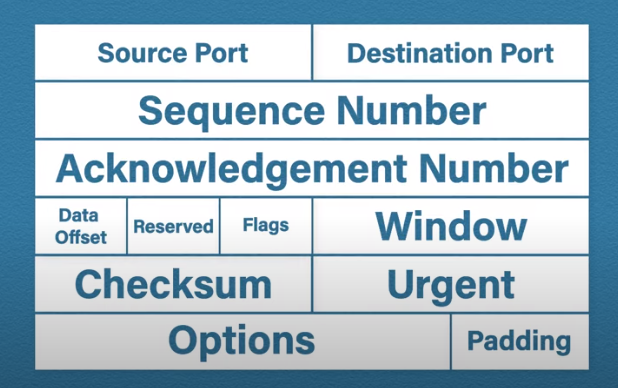 Source Port
Destination Port
Sequence Number
Acknowledgement Number
Data
Offset
Reserved
Flags
Window
Checksum
Urgent
Options
Padding